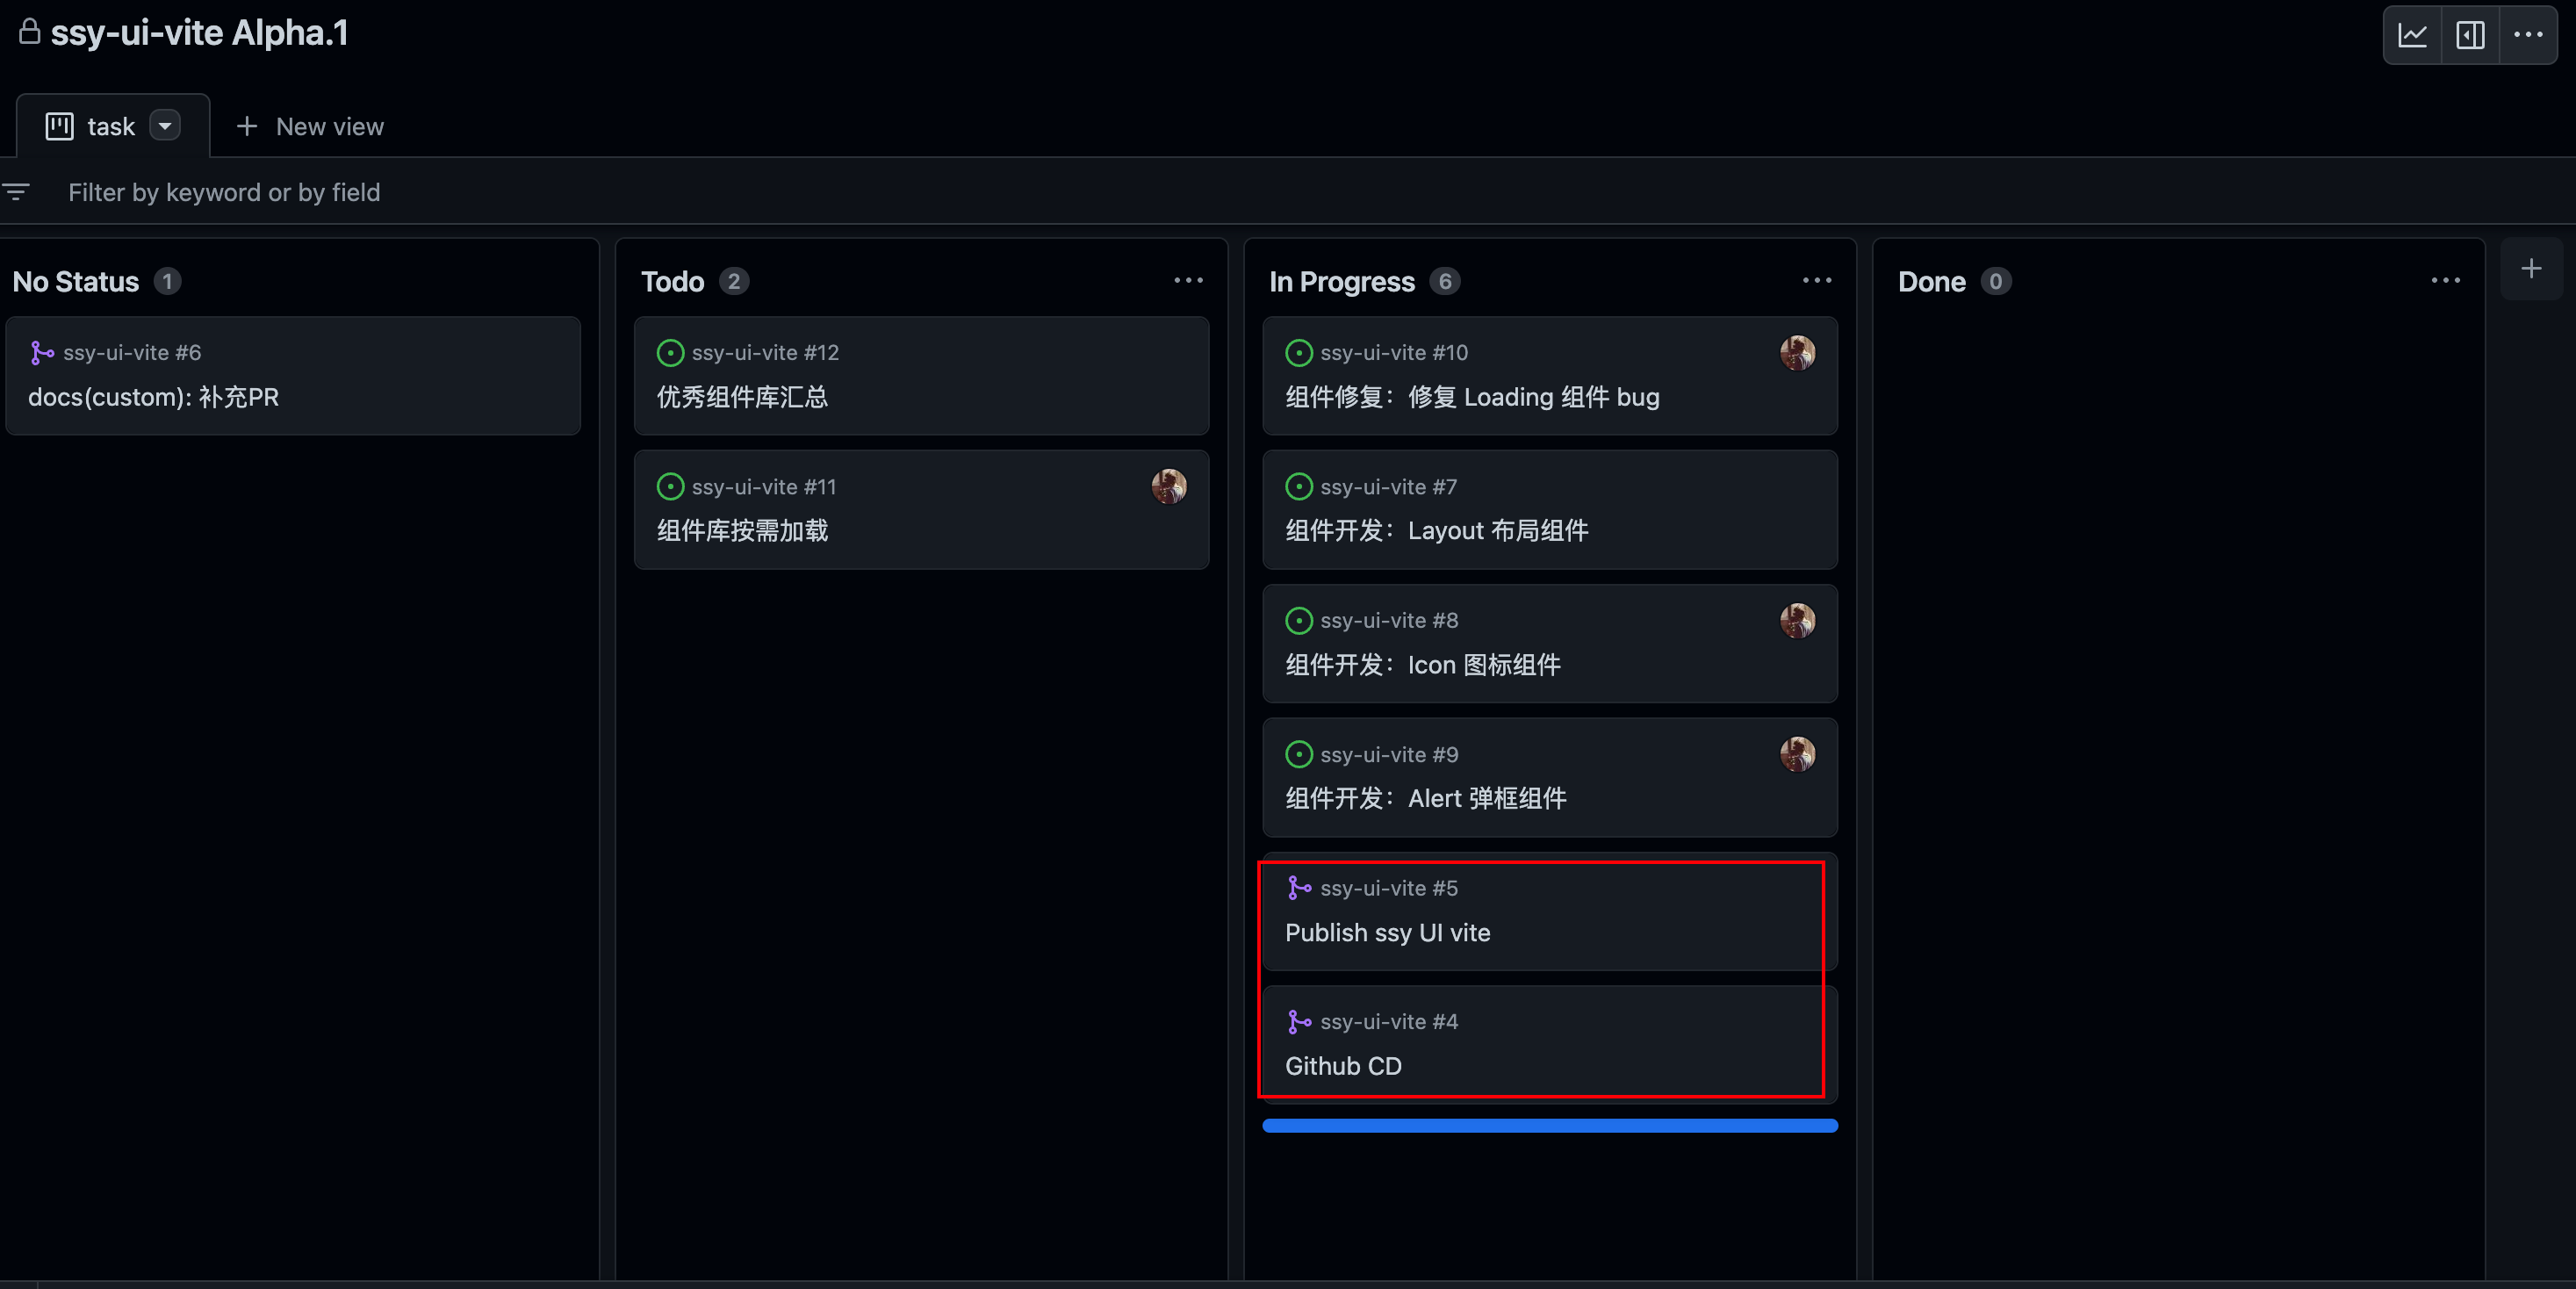 ssy-ui-vite Alpha.1
task
New view
Filter by keyword or by field
No Status 1
ssy-ui-vite #6
docs(custom): 补充PR
Todo 2
ssy-ui-vite #12
优秀组件库汇总
ssy-ui-vite #11
组件库按需加载
In Progress 6
ssy-ui-vite #10
组件修复：修复 Loading 组件 bug
ssy-ui-vite #7
组件开发：Layout 布局组件
ssy-ui-vite #8
组件开发：Icon 图标组件
ssy-ui-vite #9
组件开发：Alert 弹框组件
ssy-ui-vite #5
Publish ssy UI vite
ssy-ui-vite #4
Github CD
Done 0